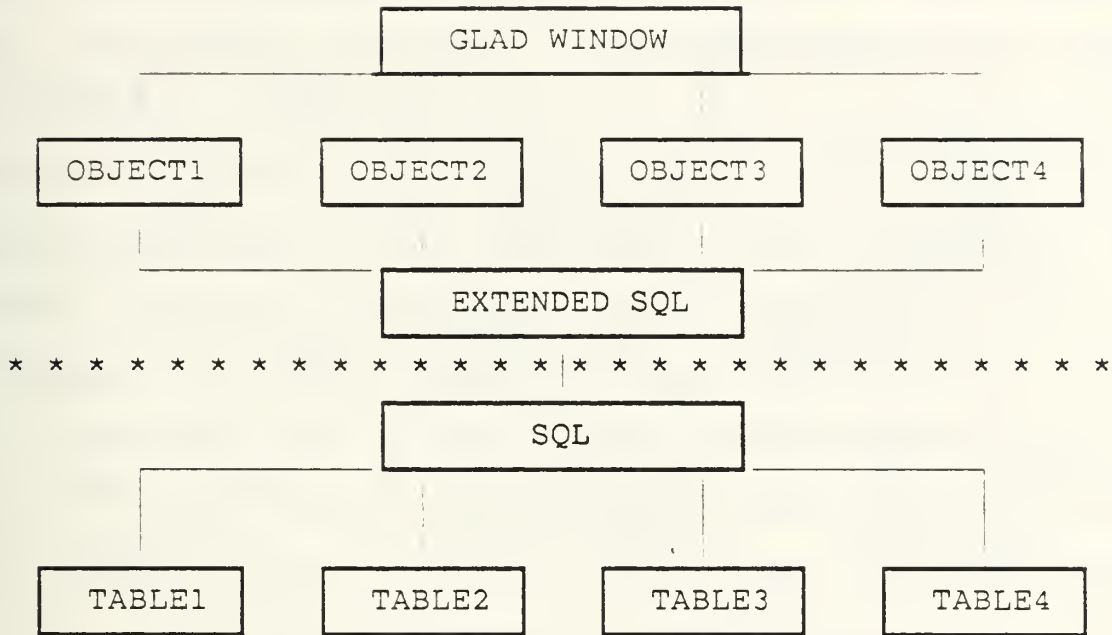 GLAD WINDOW
OBJECT1 OBJECT2 OBJECT3 OBJECT4
EXTENDED SQL
* * * * * * * * * * * * * * * * * * * * * * * * * * * *
SQL
TABLE1 TABLE2 TABLE3 TABLE4